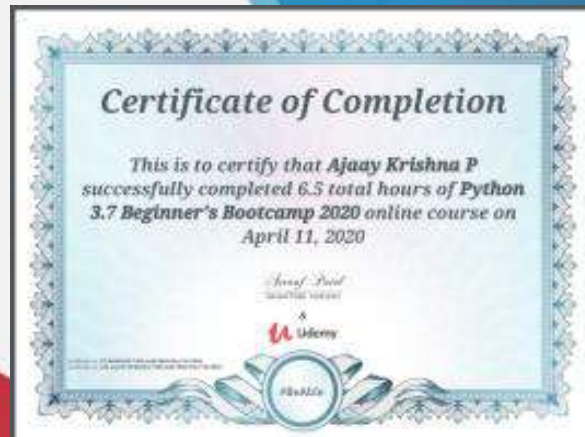 Certificate of Completion
This is to certify that Ajaay Krishna P
successfully completed 6.5 total hours of Python
3.7 Beginner's Bootcamp 2020 online course on
April 11, 2020
&
Udemy
#BeAble